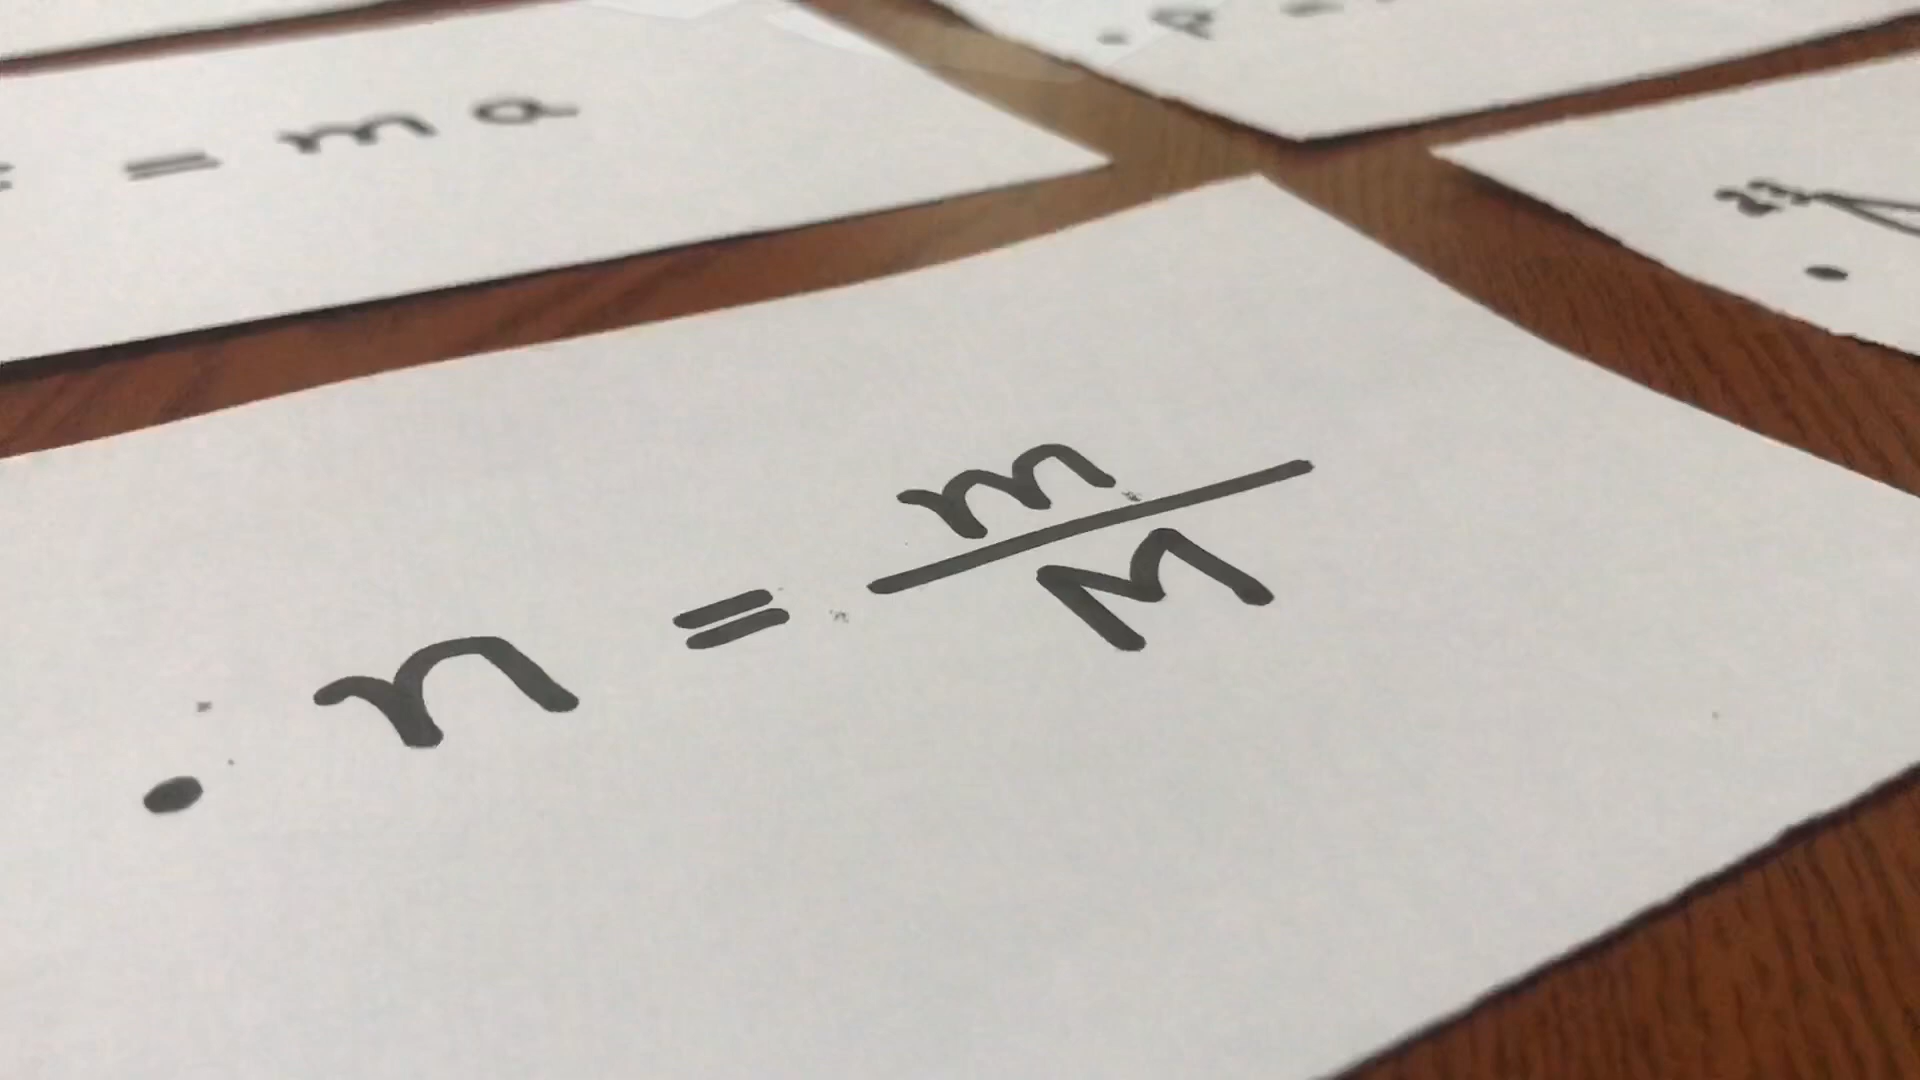 = ma
• n = m/M